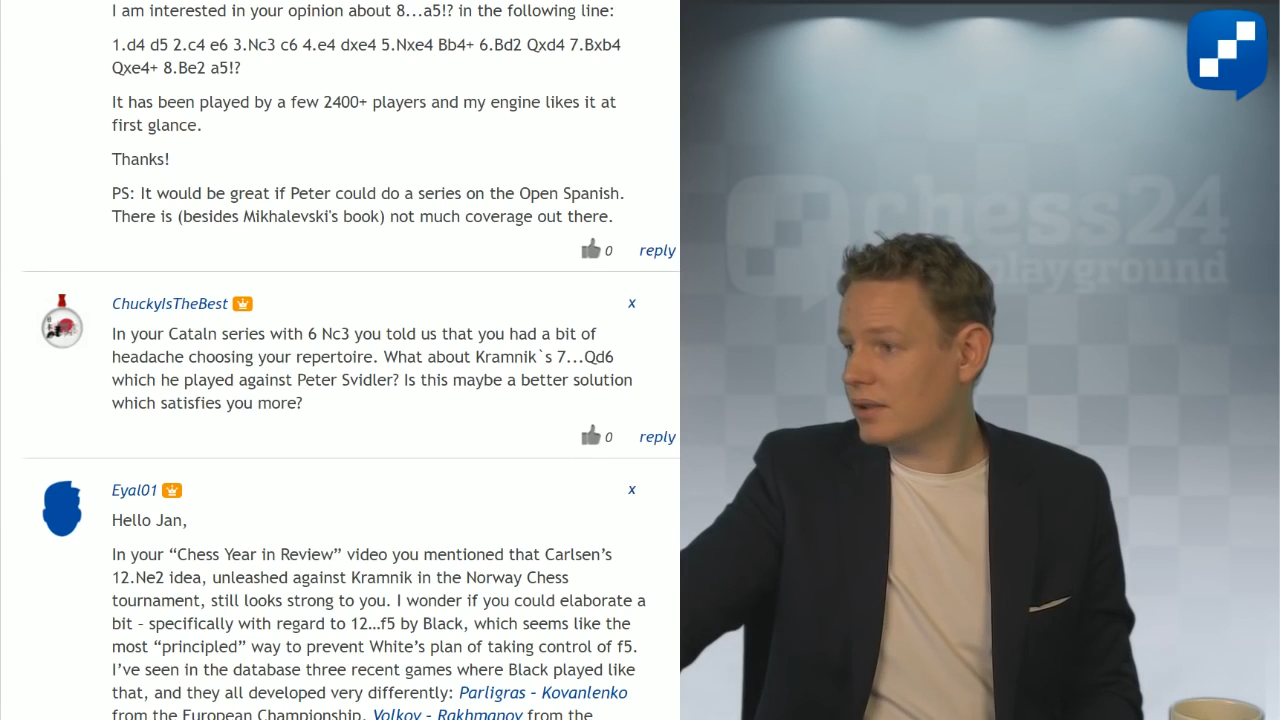 I am interested in your opinion about 8...a5!? in the following line:
1.d4 d5 2.c4 e6 3.Nc3 c6 4.e4 dxe4 5.Nxe4 Bb4+ 6.Bd2 Qxd4 7.Bxb4
Qxe4+ 8.Be2 a5!?
It has been played by a few 2400+ players and my engine likes it at
first glance.
Thanks!
PS: It would be great if Peter could do a series on the Open Spanish.
There is (besides Mikhalevski's book) not much coverage out there.
0 reply
ChuckyIsTheBest x
In your Cataln series with 6 Nc3 you told us that you had a bit of
headache choosing your repertoire. What about Kramnik`s 7...Qd6
which he played against Peter Svidler? Is this maybe a better solution
which satisfies you more?
0 reply
Eyal01 x
Hello Jan,
In your “Chess Year in Review” video you mentioned that Carlsen’s
12.Ne2 idea, unleashed against Kramnik in the Norway Chess
tournament, still looks strong to you. I wonder if you could elaborate a
bit – specifically with regard to 12…f5 by Black, which seems like the
most “principled” way to prevent White’s plan of taking control of f5.
I’ve seen in the database three recent games where Black played like
that, and they all developed very differently: Parligras – Kovanlenko
from the European Championship, Volkov – Rakhmanov from the
chess24
playground